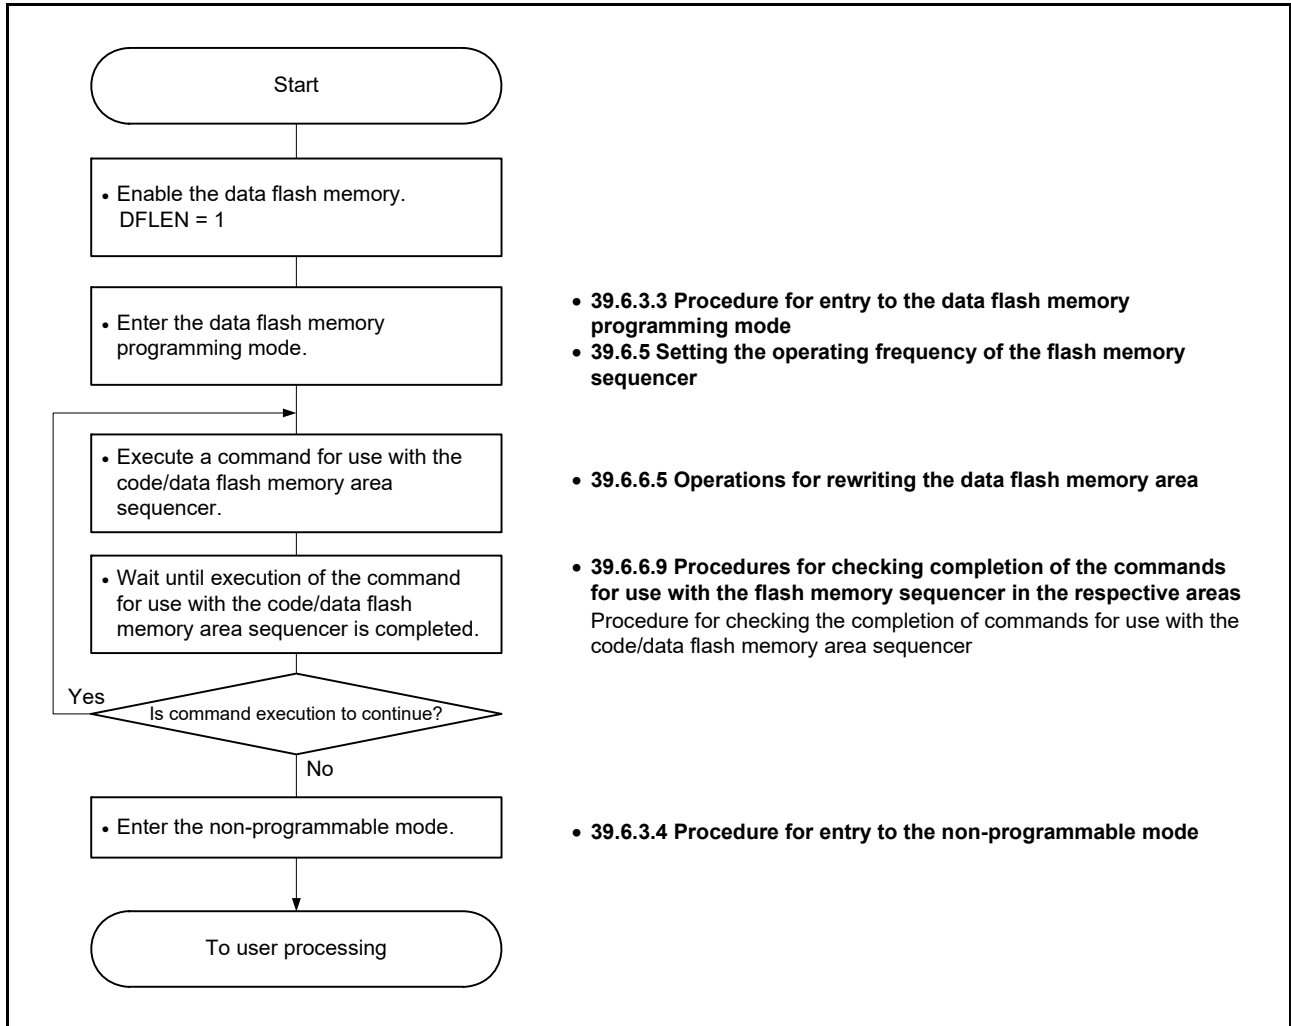 Start
• Enable the data flash memory.
DFLEN = 1
• Enter the data flash memory
programming mode.
• 39.6.3.3 Procedure for entry to the data flash memory
programming mode
• 39.6.5 Setting the operating frequency of the flash memory
sequencer
• Execute a command for use with the
code/data flash memory area
sequencer.
• 39.6.6.5 Operations for rewriting the data flash memory area
• Wait until execution of the command
for use with the code/data flash
memory area sequencer is completed.
• 39.6.6.9 Procedures for checking completion of the commands
for use with the flash memory sequencer in the respective areas
Procedure for checking the completion of commands for use with the
code/data flash memory area sequencer
Yes
Is command execution to continue?
No
• Enter the non-programmable mode.
• 39.6.3.4 Procedure for entry to the non-programmable mode
To user processing